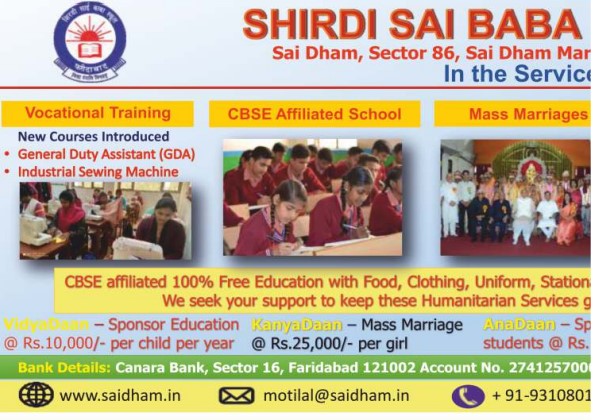 SHIRDI SAI BABA
Sai Dham, Sector 86, Sai Dham Mar
In the Service
Vocational Training
CBSE Affiliated School
Mass Marriages
New Courses Introduced
• General Duty Assistant (GDA)
• Industrial Sewing Machine
CBSE affiliated 100% Free Education with Food, Clothing, Uniform, Stationa
We seek your support to keep these Humanitarian Services g
VidyaDaan – Sponsor Education KanyaDaan – Mass Marriage AnaDaan – Sp
@ Rs.10,000/- per child per year @ Rs.25,000/- per girl students @ Rs.
Bank Details: Canara Bank, Sector 16, Faridabad 121002 Account No. 2741257000
www.saidham.in motilal@saidham.in + 91-9310801